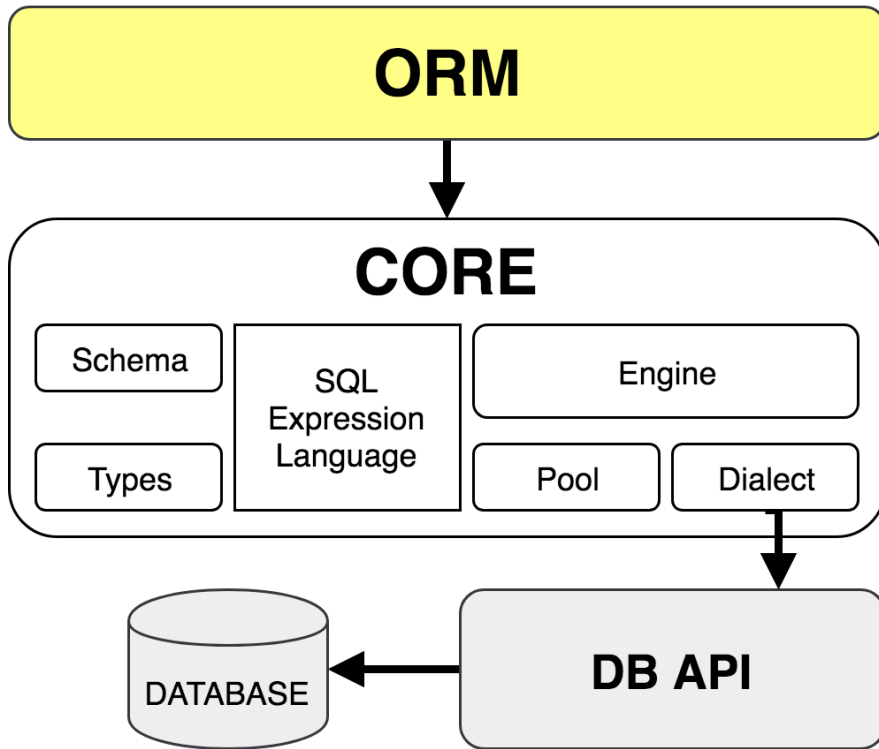 ORM
CORE
Schema
SQL
Expression
Language
Engine
Types
Pool
Dialect
DATABASE
DB API